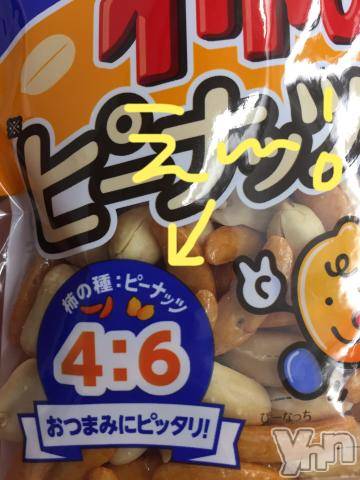 ピーナッツ
え〜!!
柿の種:ピーナッツ
4:6
おつまみにピッタリ!
ぴーなっち
yhn